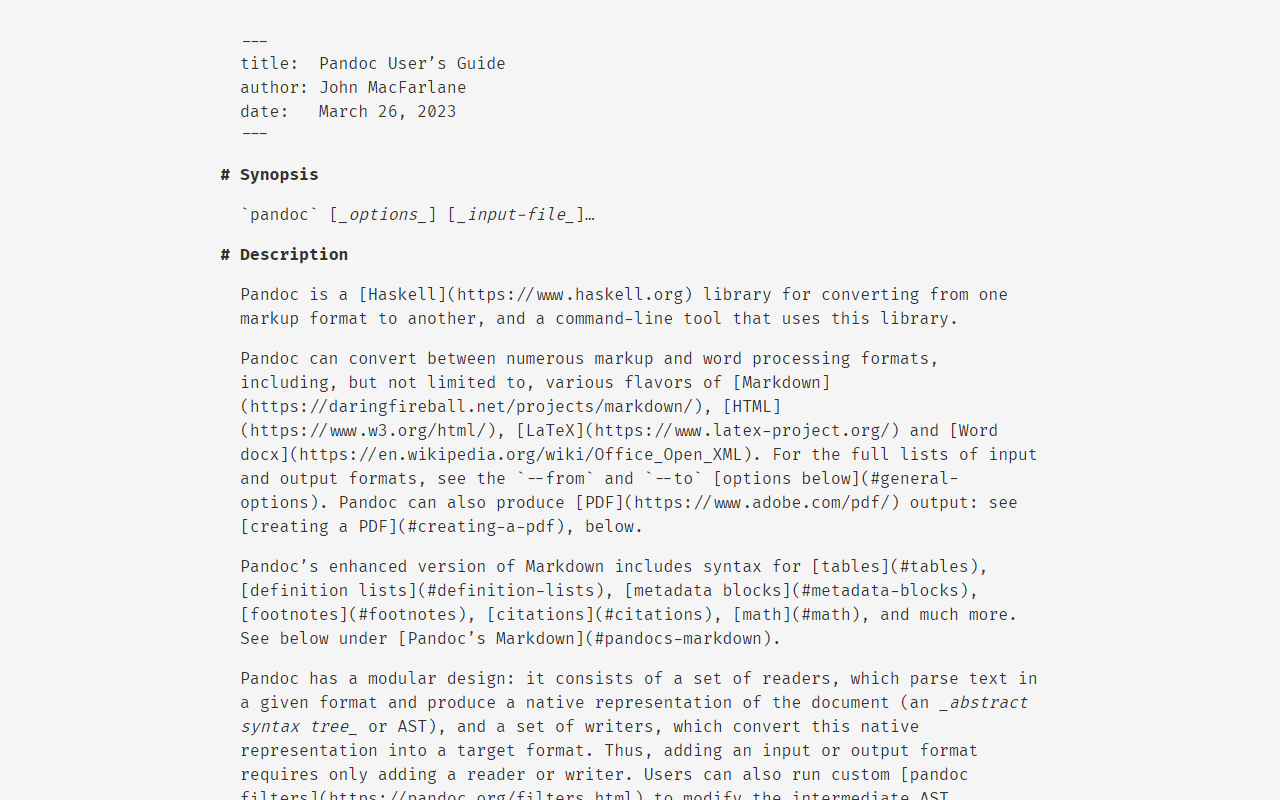 ---
title:  Pandoc User’s Guide
author: John MacFarlane
date:   March 26, 2023
---
# Synopsis
`pandoc` [_options_] [_input-file_]…
# Description
Pandoc is a [Haskell](https://www.haskell.org) library for converting from one
markup format to another, and a command-line tool that uses this library.
Pandoc can convert between numerous markup and word processing formats,
including, but not limited to, various flavors of [Markdown]
(https://daringfireball.net/projects/markdown/), [HTML]
(https://www.w3.org/html/), [LaTeX](https://www.latex-project.org/) and [Word
docx](https://en.wikipedia.org/wiki/Office_Open_XML). For the full lists of input
and output formats, see the `--from` and `--to` [options below](#general-
options). Pandoc can also produce [PDF](https://www.adobe.com/pdf/) output: see
[creating a PDF](#creating-a-pdf), below.
Pandoc’s enhanced version of Markdown includes syntax for [tables](#tables),
[definition lists](#definition-lists), [metadata blocks](#metadata-blocks),
[footnotes](#footnotes), [citations](#citations), [math](#math), and much more.
See below under [Pandoc’s Markdown](#pandocs-markdown).
Pandoc has a modular design: it consists of a set of readers, which parse text in
a given format and produce a native representation of the document (an _abstract
syntax tree_ or AST), and a set of writers, which convert this native
representation into a target format. Thus, adding an input or output format
requires only adding a reader or writer. Users can also run custom [pandoc
filters](https://pandoc.org/filters.html) to modify the intermediate AST.